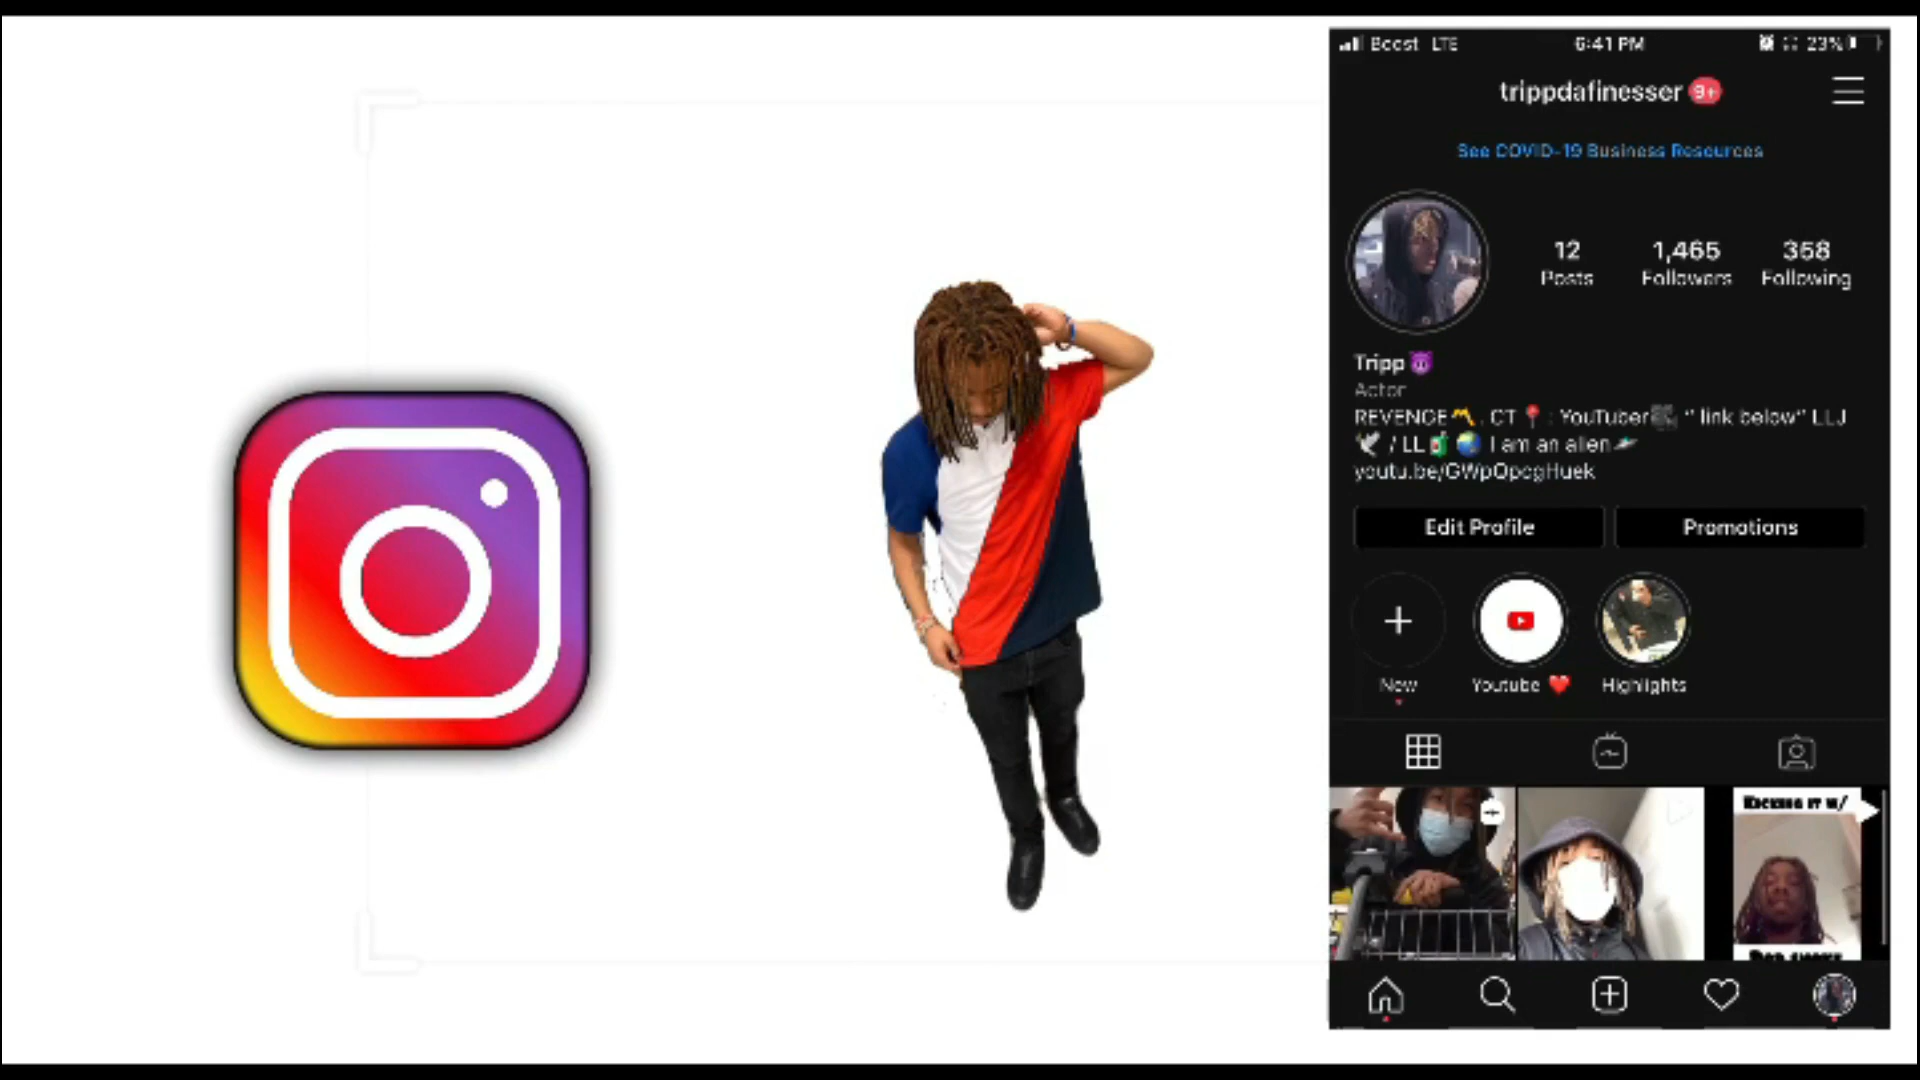 Boost LTE 6:41 PM 23%
trippdafinesser 9+
See COVID-19 Business Resources
12 1,465 358
Posts Followers Following
Tripp😈
Actor
REVENGE〽️. CT📍: YouTuber “ link below” LLJ
🕊 / LL🧃🌏 I am an alien☄️
youtu.be/GWpQpcgHuek
Edit Profile Promotions
New Youtube ❤️ Highlights
KICKING IT W/